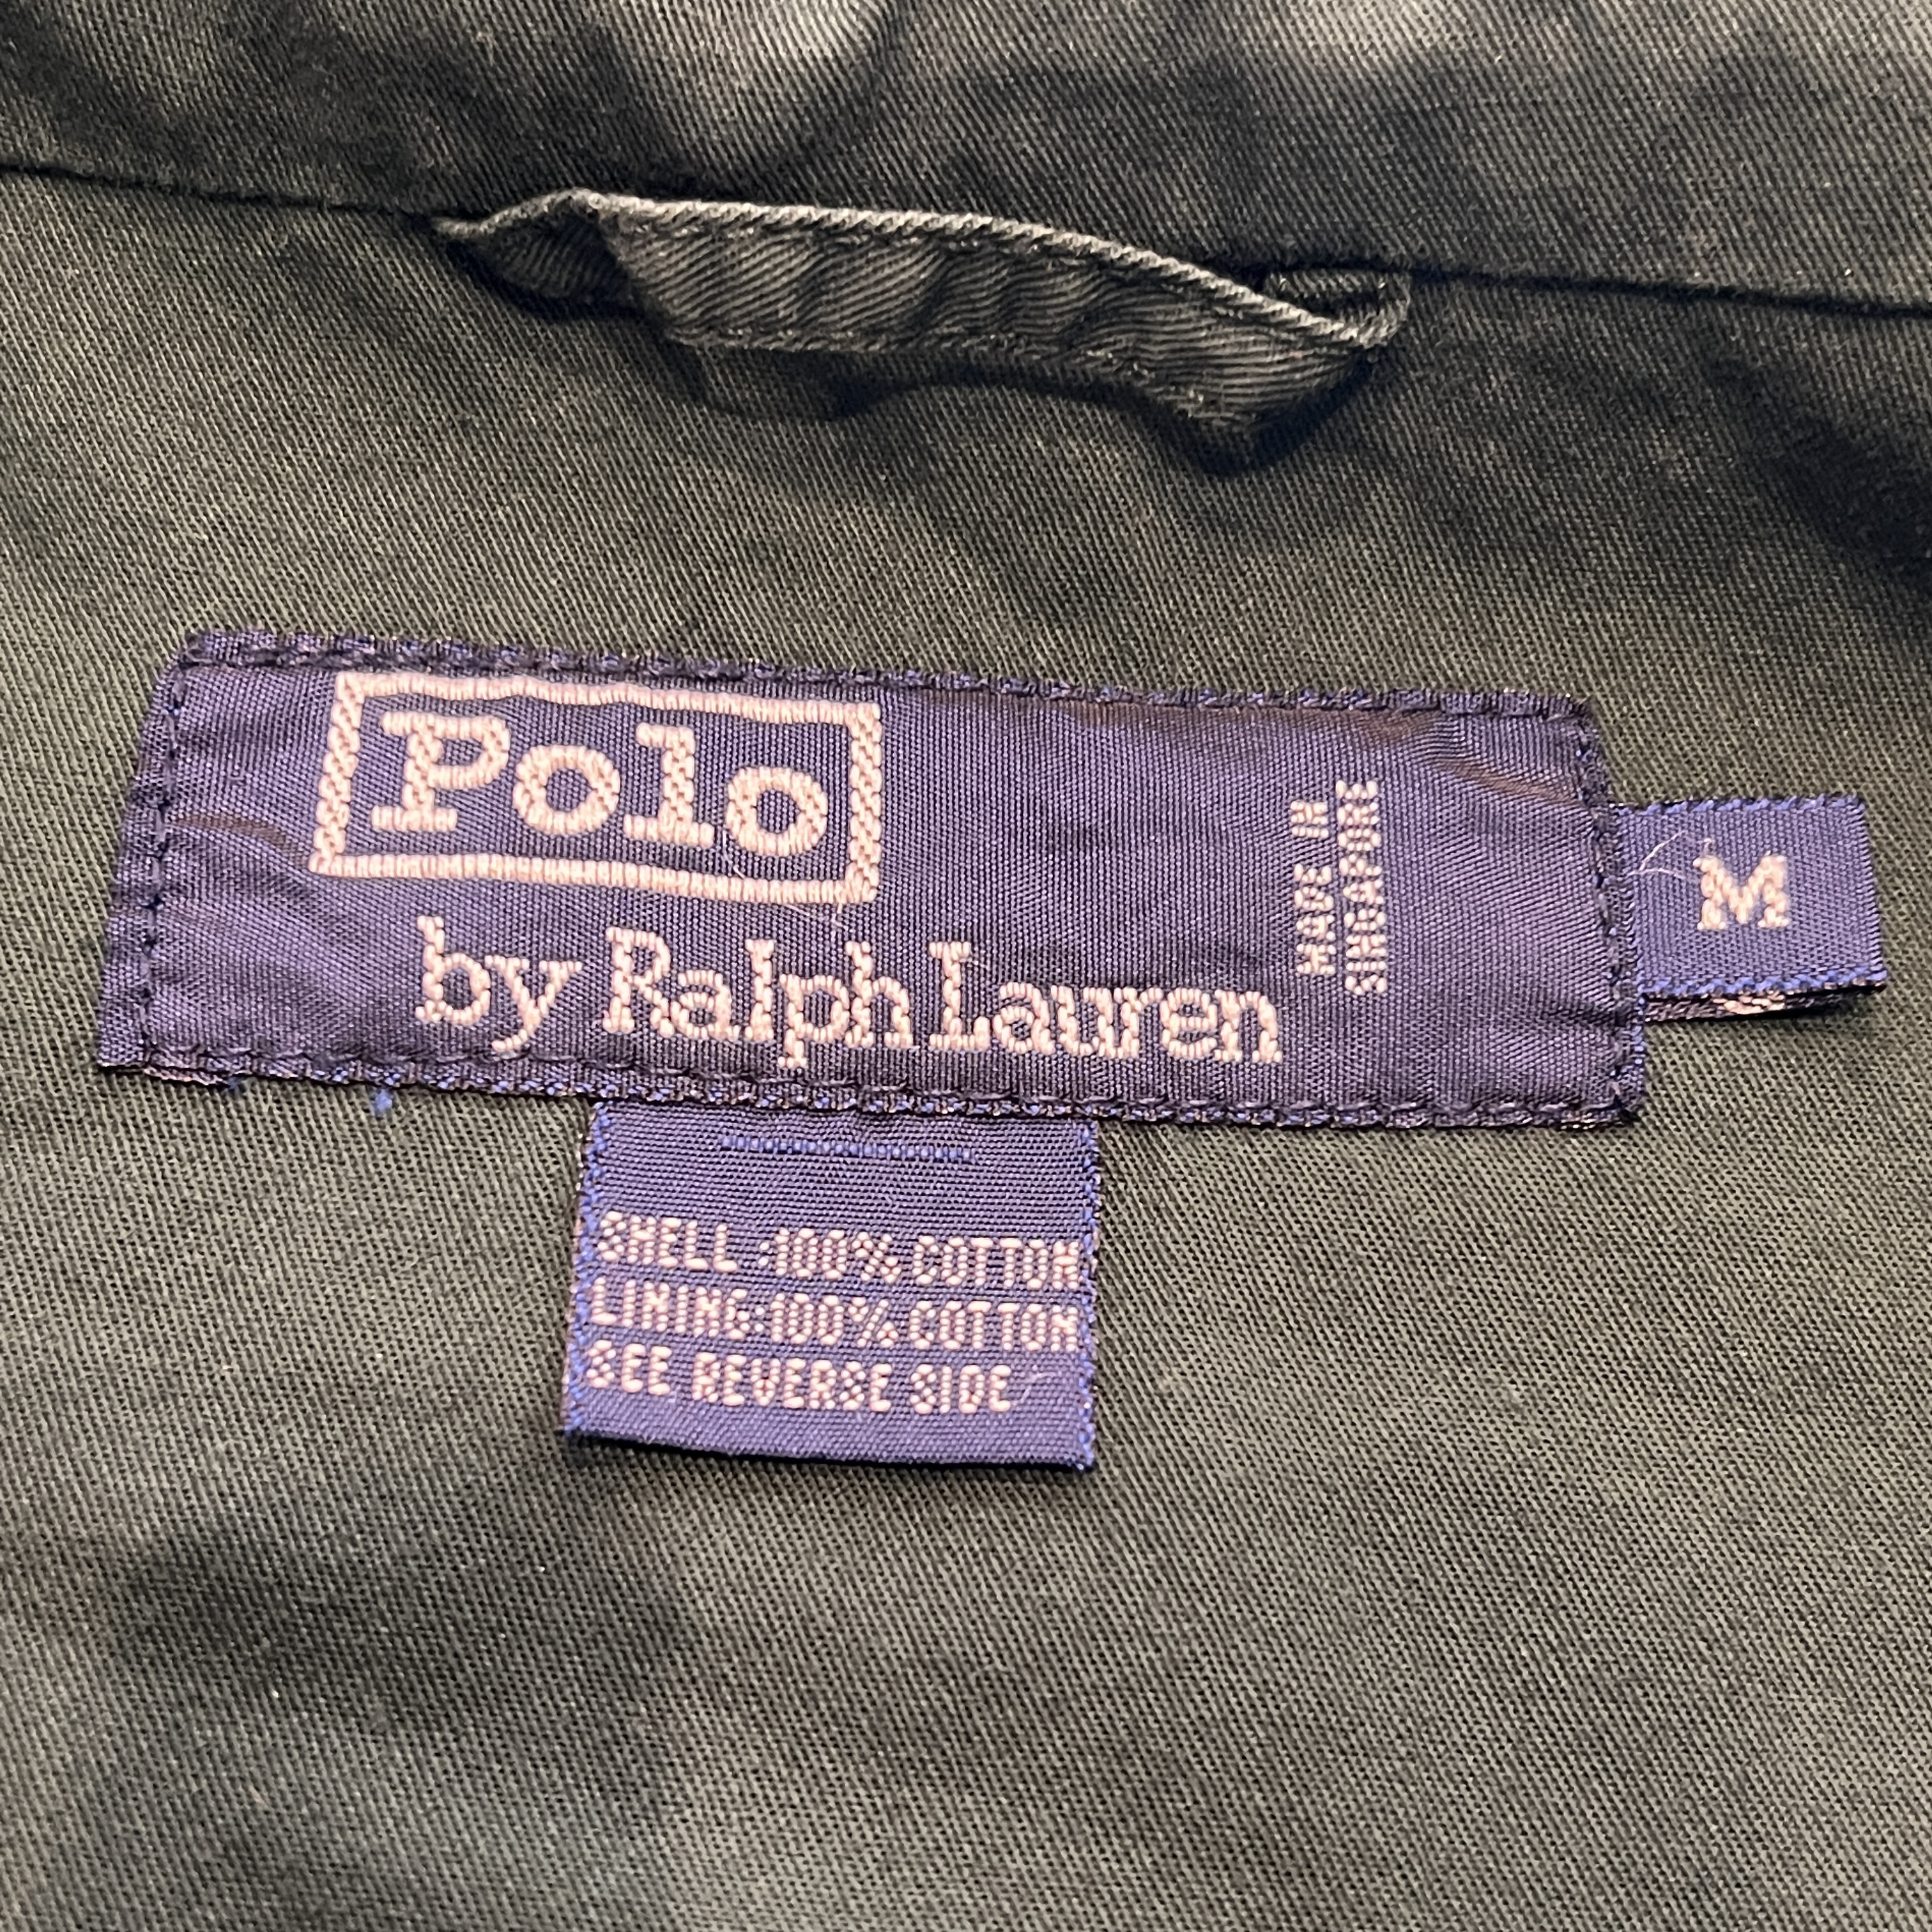 Polo
by Ralph Lauren
MADE IN
SINGAPORE
M
SHELL :100% COTTON
LINING:100% COTTON
SEE REVERSE SIDE